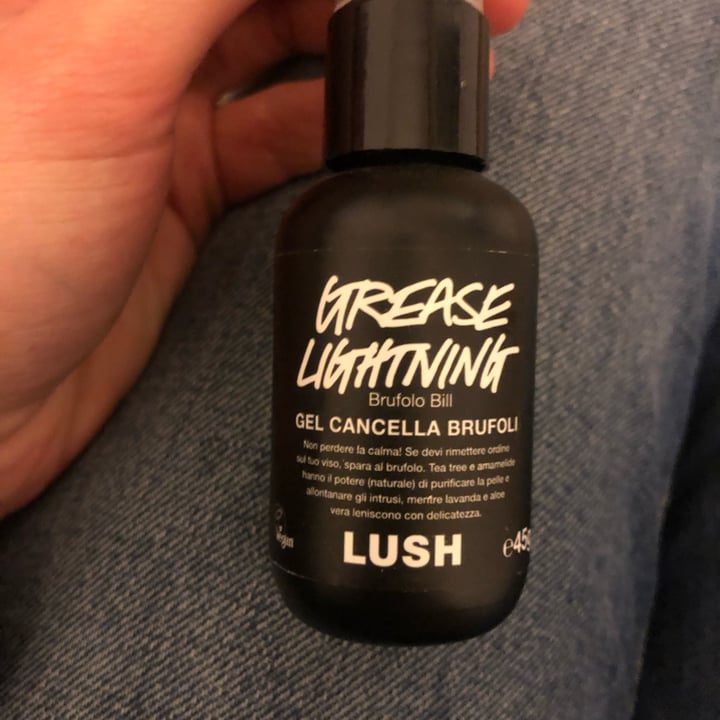 GREASE
LIGHTNING
Brufolo Bill
GEL CANCELLA BRUFOLI
Non perdere la calma! Se devi rimettere ordine
sul tuo viso, spara al brufolo. Tea tree e amamelide
hanno il potere (naturale) di purificare la pelle e
allontanare gli intrusi, mentre lavanda e aloe
vera leniscono con delicatezza.
vegan
LUSH
℮45g